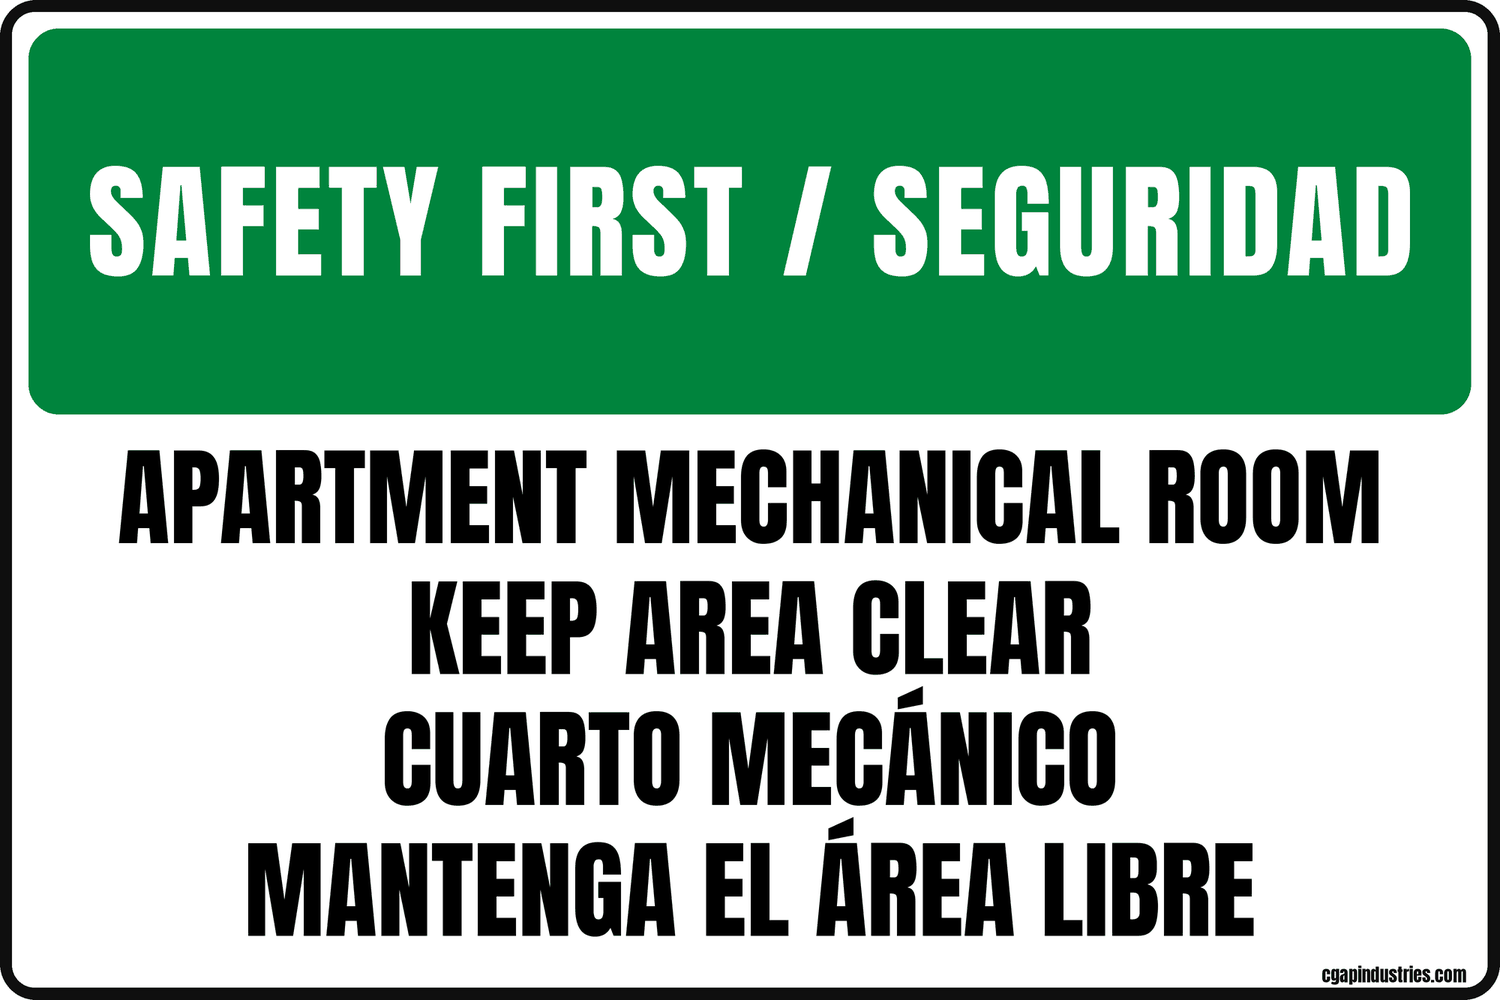 SAFETY FIRST / SEGURIDAD
APARTMENT MECHANICAL ROOM
KEEP AREA CLEAR
CUARTO MECÁNICO
MANTENGA EL ÁREA LIBRE
cgapindustries.com